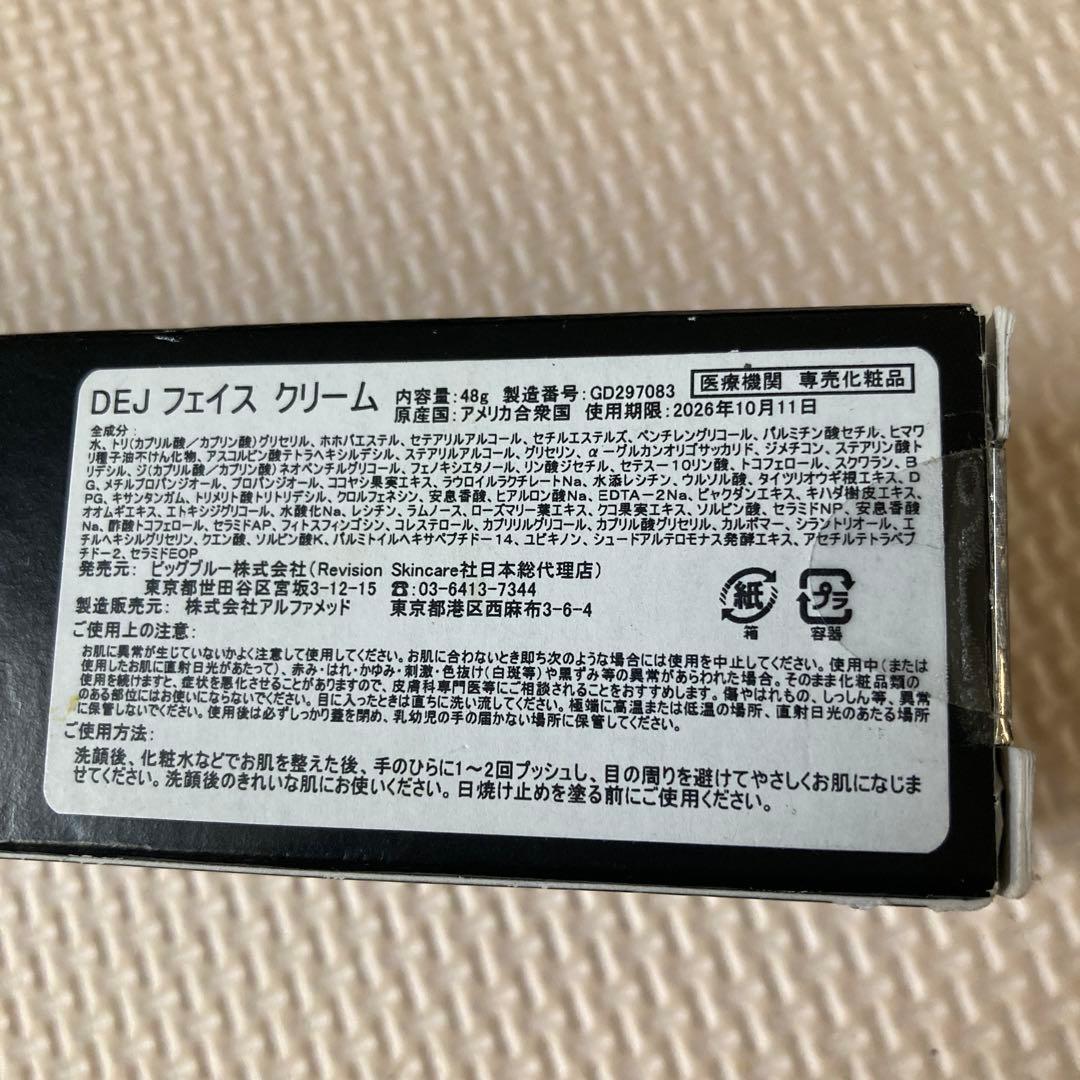 DEJ フェイス クリーム 内容量:48g 製造番号:GD297083 医療機関 専売化粧品
原産国:アメリカ合衆国 使用期限:2026年10月11日
全成分:
水、トリ(カプリル酸/カプリン酸)グリセリル、ホホバエステル、セテアリルアルコール、セチルエステルズ、ペンチレングリコール、パルミチン酸セチル、ヒマワ
リ種子油不けん化物、アスコルビン酸テトラヘキシルデシル、ステアリルアルコール、グリセリン、α-グルカンオリゴサッカリド、ジメチコン、ステアリン酸ト
リデシル、ジ(カプリル酸/カプリン酸)ネオペンチルグリコール、フェノキシエタノール、リン酸ジセチル、セテス-10リン酸、トコフェロール、スクワラン、B
G、メチルプロパンジオール、プロパンジオール、ココヤシ果実エキス、ラウロイルラクチレートNa、水添レシチン、ウルソル酸、タイツリオウギ根エキス、D
PG、キサンタンガム、トリメリト酸トリトリデシル、クロルフェネシン、安息香酸、ヒアルロン酸Na、EDTA-2Na、ビャクダンエキス、キハダ樹皮エキス、
オオムギエキス、エトキシジグリコール、水酸化Na、レシチン、ラムノース、ローズマリー葉エキス、クコ果実エキス、ソルビン酸、セラミドNP、安息香酸
Na、酢酸トコフェロール、セラミドAP、フィトスフィンゴシン、コレステロール、カプリリルグリコール、カプリル酸グリセリル、カルボマー、シラントリオール、エ
チルヘキシルグリセリン、クエン酸、ソルビン酸K、パルミトイルヘキサペプチド-14、ユビキノン、シュードアルテロモナス発酵エキス、アセチルテトラペプ
チド-2、セラミドEOP
発売元: ビッグブルー株式会社(Revision Skincare社日本総代理店)
東京都世田谷区宮坂3-12-15 ☎:03-6413-7344
製造販売元: 株式会社アルファメッド 東京都港区西麻布3-6-4
紙 プラ
箱 容器
ご使用上の注意:
お肌に異常が生じていないかよく注意して使用してください。お肌に合わないとき即ち次のような場合には使用を中止してください。使用中(または
使用したお肌に直射日光があたって)、赤み・はれ・かゆみ・刺激・色抜け(白斑等)や黒ずみ等の異常があらわれた場合。そのまま化粧品類の
使用を続けますと、症状を悪化させることがありますので、皮膚科専門医等にご相談されることをおすすめします。傷やはれもの、しっしん等、異常
のある部位にはお使いにならないでください。目に入ったときは直ちに洗い流してください。極端に高温または低温の場所、直射日光のあたる場所
に保管しないでください。使用後は必ずしっかり蓋を閉め、乳幼児の手の届かない場所に保管してください。
ご使用方法:
洗顔後、化粧水などでお肌を整えた後、手のひらに1~2回プッシュし、目の周りを避けてやさしくお肌になじま
せてください。洗顔後のきれいな肌にお使いください。日焼け止めを塗る前にご使用ください。